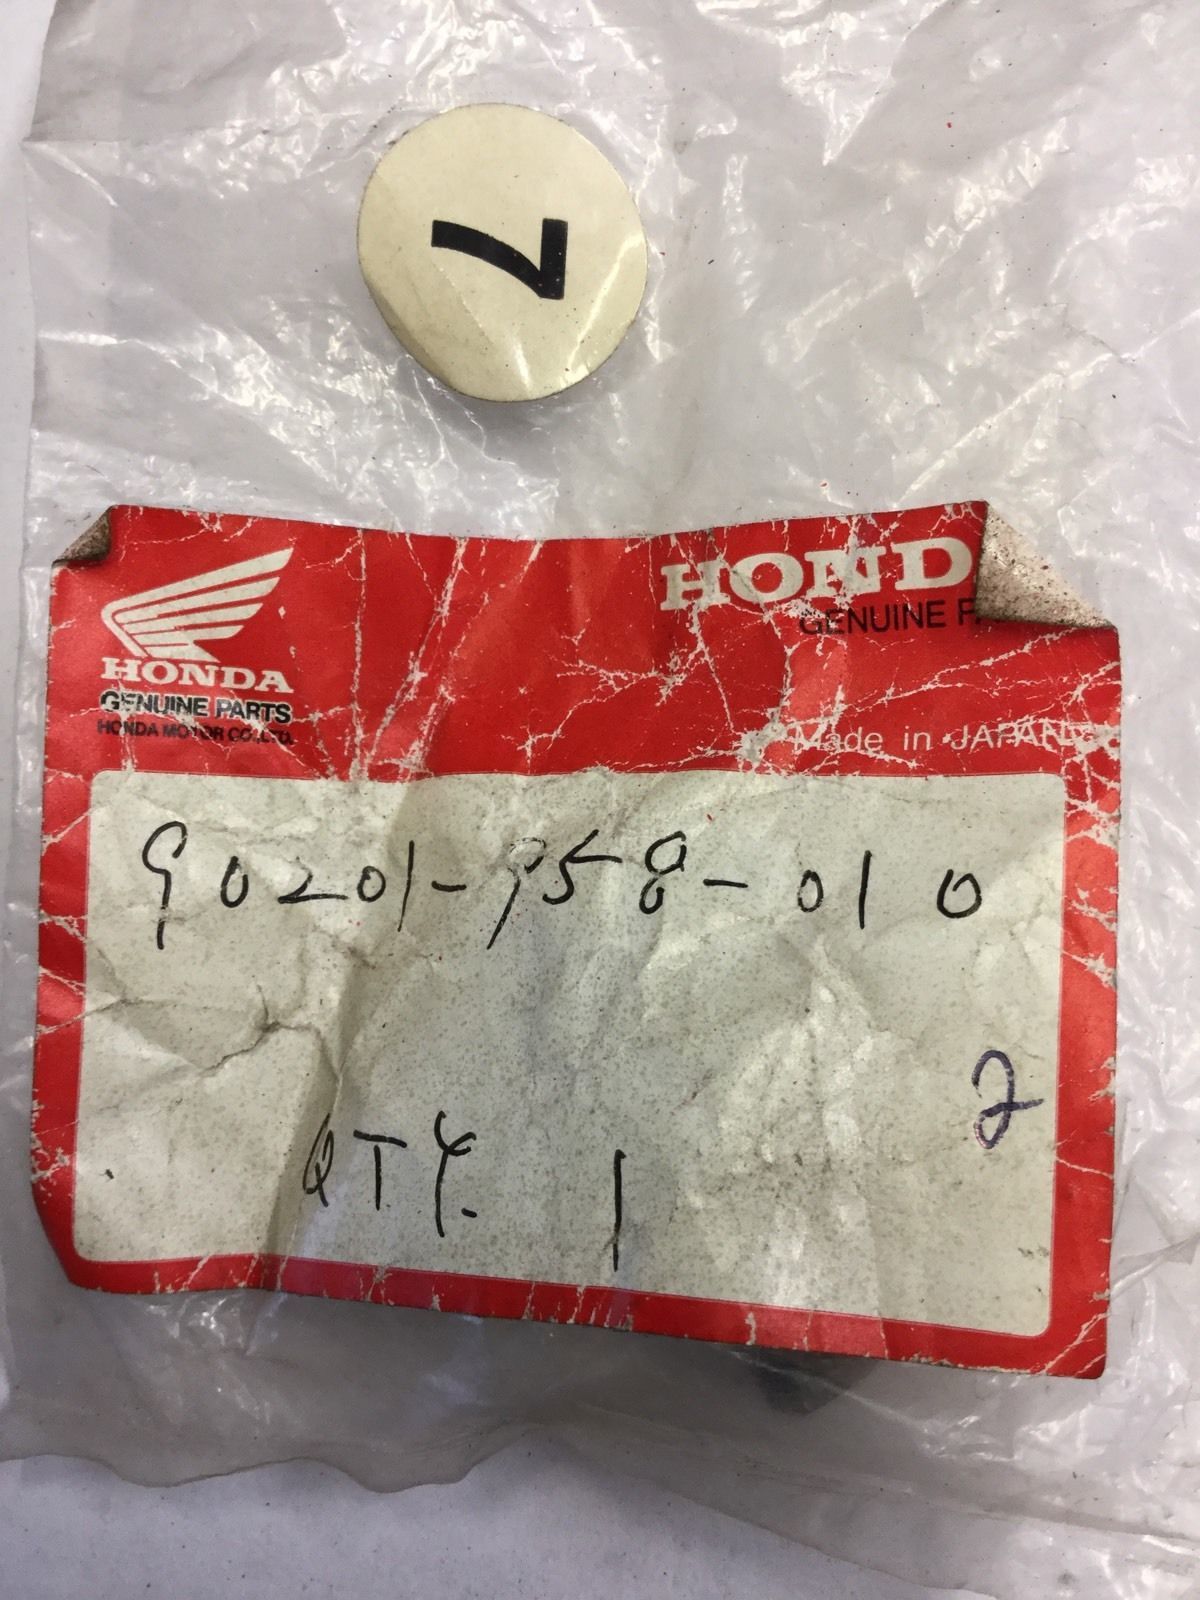 7
HOND
GENUINE PA
HONDA
GENUINE PARTS
HONDA MOTOR CO.,LTD.
Made in JAPAN
90201-958-010
2
QTY. 1